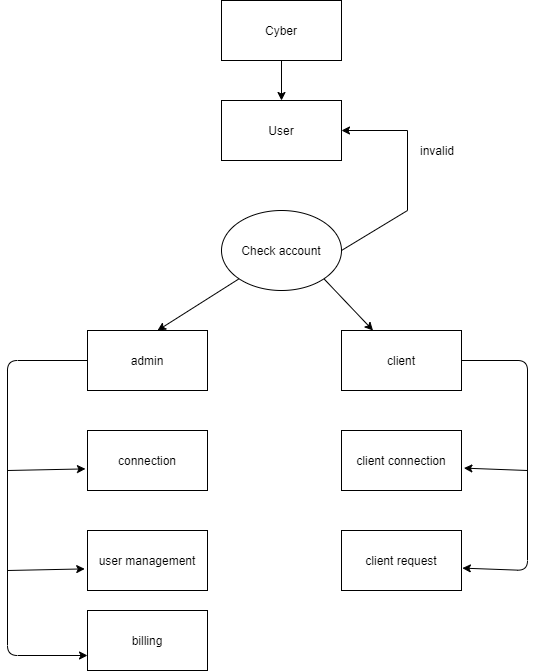 Cyber
User
invalid
Check account
admin
client
connection
client connection
user management
client request
billing